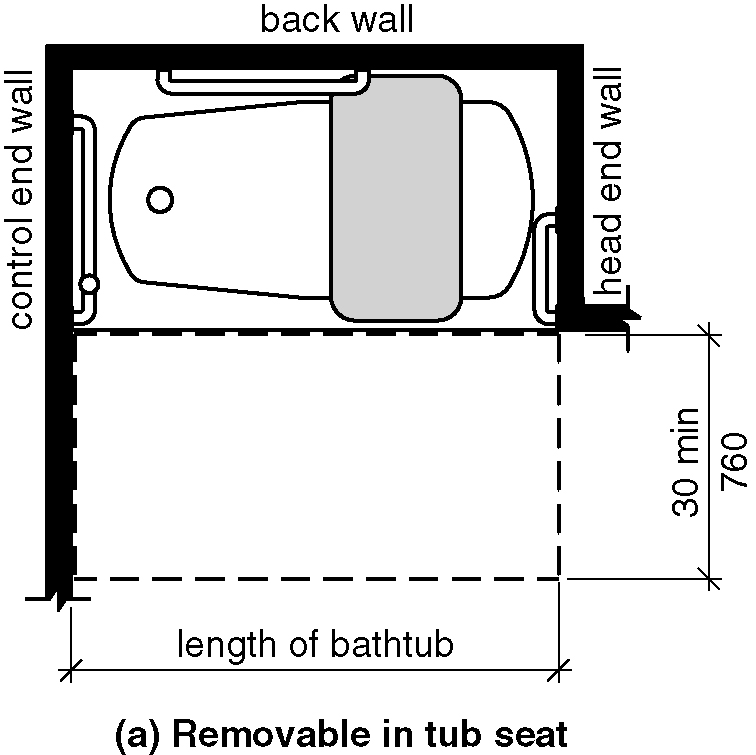 back wall
control end wall
head end wall
30 min
760
length of bathtub
(a) Removable in tub seat